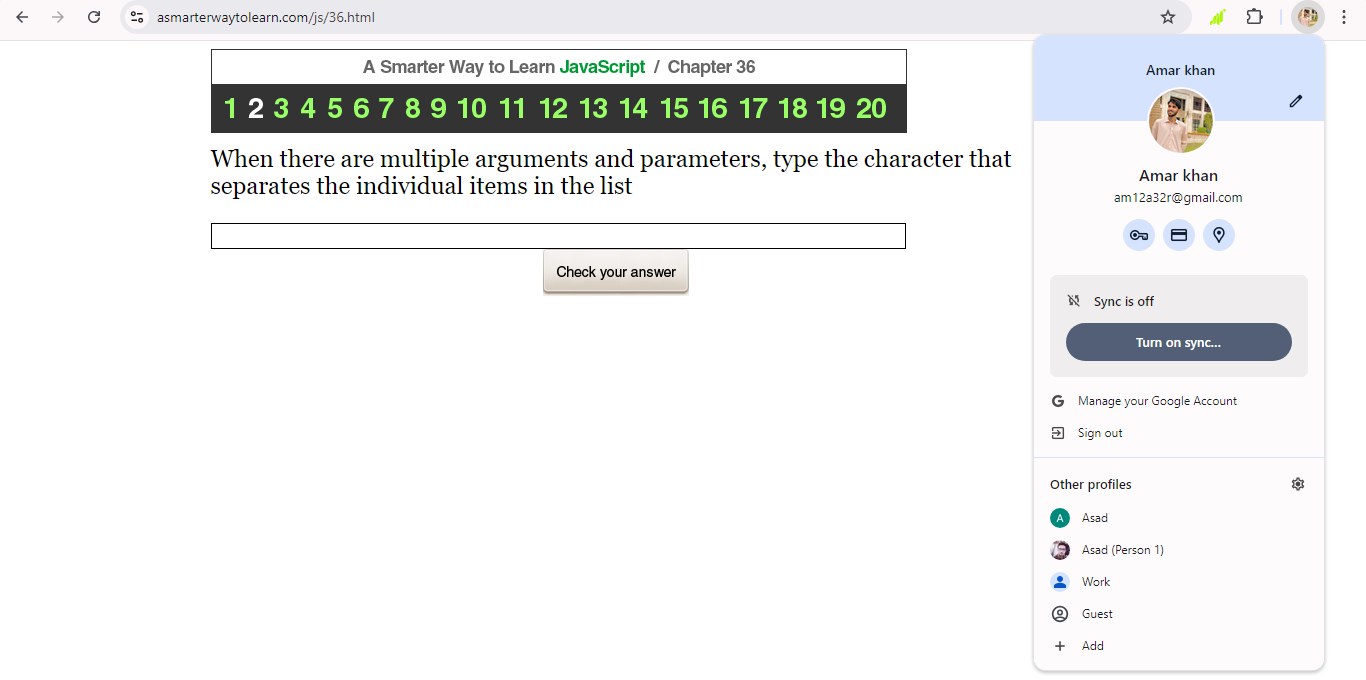 asmarterwaytolearn.com/js/36.html
A Smarter Way to Learn JavaScript / Chapter 36
1 2 3 4 5 6 7 8 9 10 11 12 13 14 15 16 17 18 19 20
When there are multiple arguments and parameters, type the character that
separates the individual items in the list
Check your answer
Amar khan
Amar khan
am12a32r@gmail.com
Sync is off
Turn on sync...
Manage your Google Account
Sign out
Other profiles
A Asad
Asad (Person 1)
Work
Guest
Add